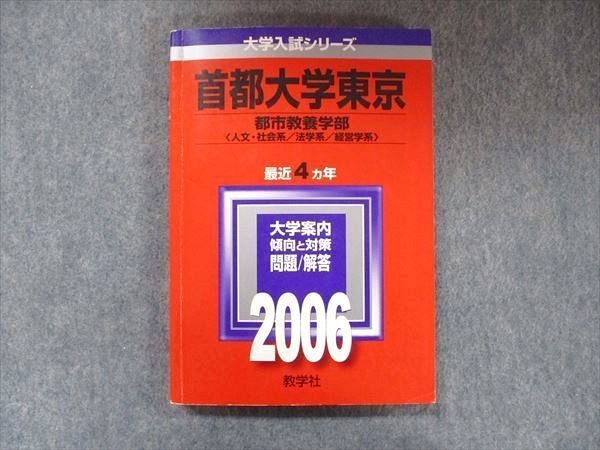 大学入試シリーズ
首都大学東京
都市教養学部
〈人文・社会系/法学系/経営学系〉
最近4カ年
大学案内
傾向と対策
問題/解答
2006
教学社